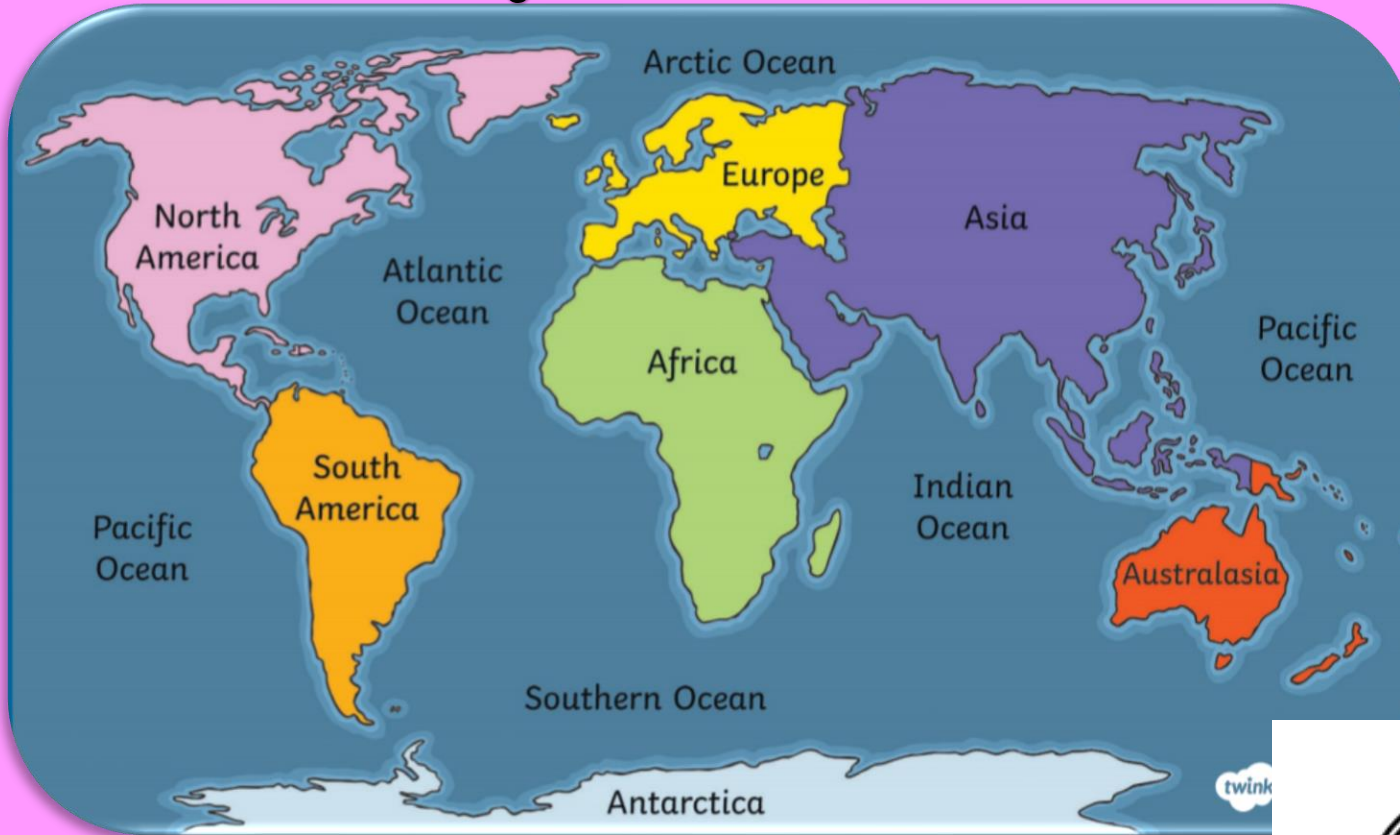 Arctic Ocean
Europe
North
America
Asia
Atlantic
Ocean
Pacific
Ocean
Africa
South
America
Indian
Ocean
Pacific
Ocean
Australasia
Southern Ocean
Antarctica
twink